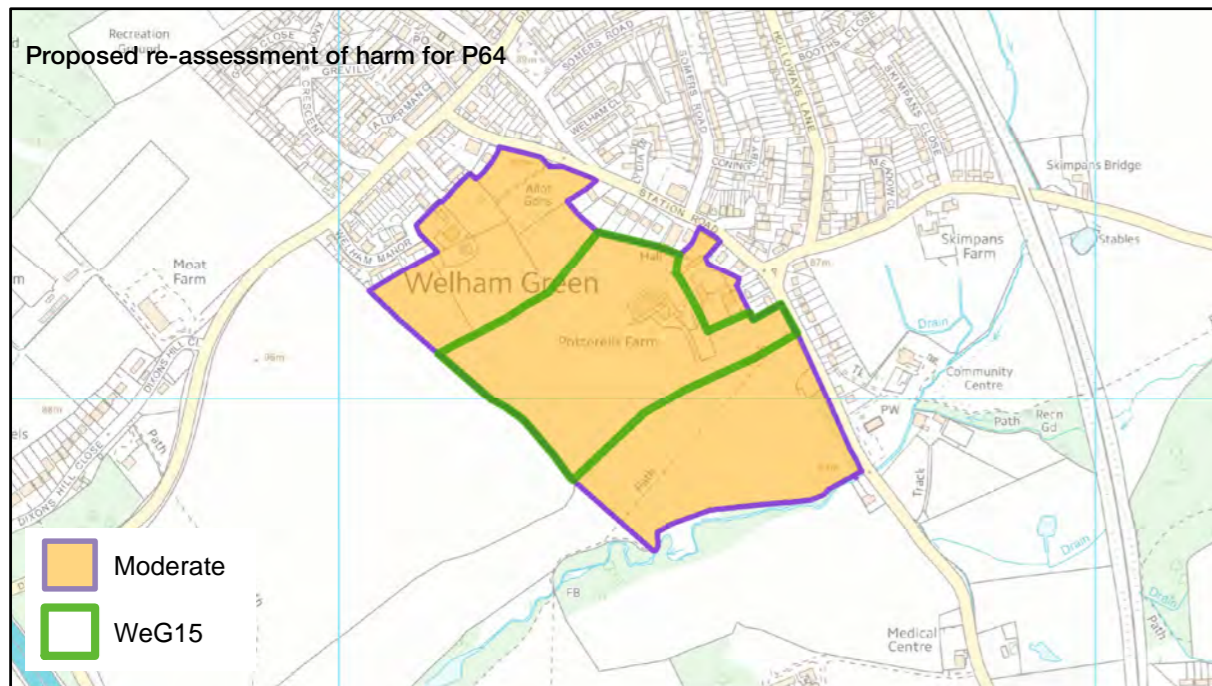 Proposed re-assessment of harm for P64
Recreation
Ground
CLOSE
GREVILLE
CRESCENT
ALDERMAN CL
SOMERS ROAD
WELHAM CL
SOMERS ROAD
HOLLOWAYS LANE
BOOTHS CLOSE
SKIMPANS CLOSE
Skimpans Bridge
Stables
Skimpans
Farm
STATION ROAD
Allot
Gdns
WELHAM MANOR
Moat
Farm
Welham Green
Hall
87m
Potterells Farm
Drain
Community
Centre
PW
Path
Recn
Gd
DIXONS HILL CL
DIXONS HILL CLOSE
88m
Path
Path
Track
Drain
FB
Medical
Centre
Drain
Path
Moderate
WeG15